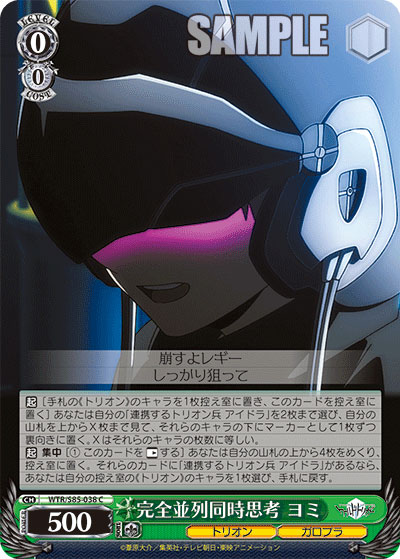 LEVEL
SAMPLE
0
0
COST
崩すよレギー
しっかり狙って
起［手札の《トリオン》のキャラを1枚控え室に置き、このカードを控え室に
置く］あなたは自分の「連携するトリオン兵 アイドラ」を2枚まで選び、自分の
山札を上からX枚まで見て、それらのキャラの下にマーカーとして1枚ずつ
裏向きに置く。Xはそれらのキャラの枚数に等しい。
起 集中［① このカードを する］あなたは自分の山札の上から4枚をめくり、
控え室に置く。それらのカードに「連携するトリオン兵 アイドラ」があるなら、
あなたは自分の控え室のキャラを1枚選び、手札に戻す。
CH WTR/S85-038 C
完全並列同時思考 ヨミ
500
トリオン
ガロプラ
©葦原大介／集英社・テレビ朝日・東映アニメーション